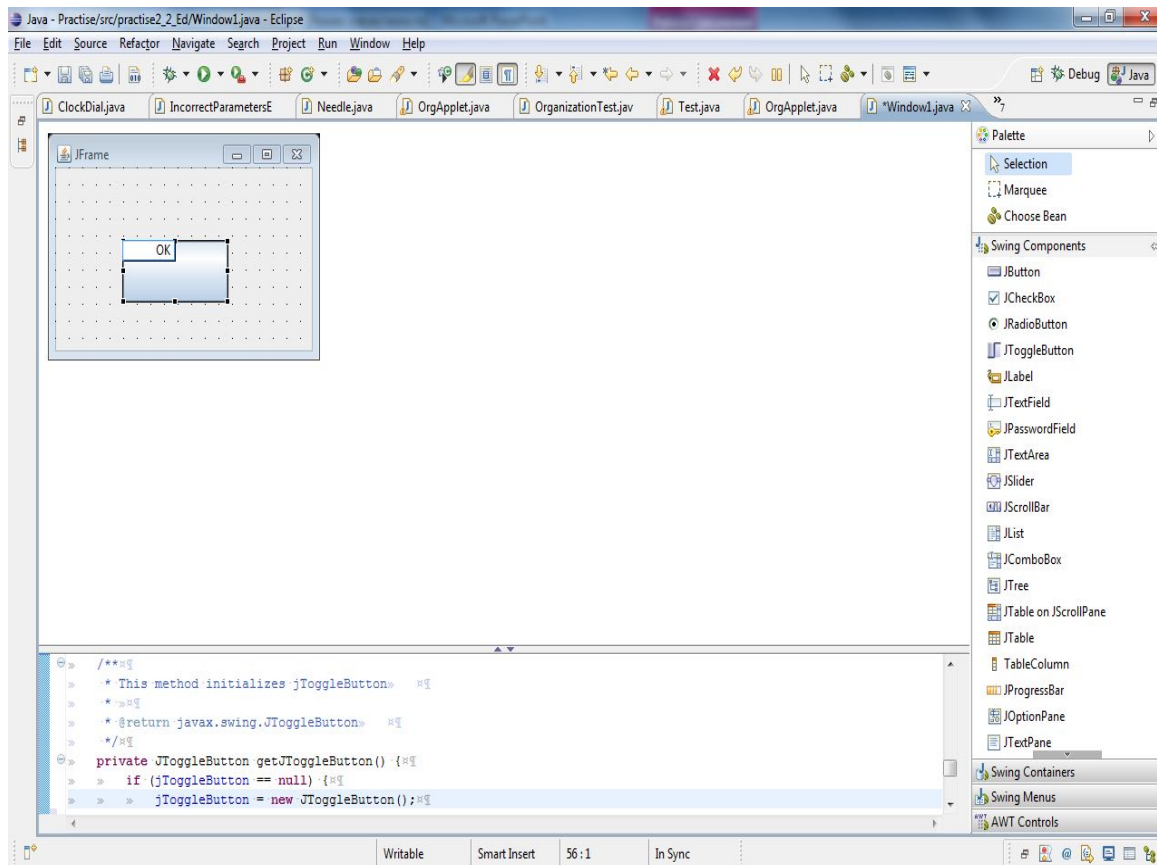 Java - Practise/src/practise2_2_Ed/Window1.java - Eclipse
File Edit Source Refactor Navigate Search Project Run Window Help
Debug Java
ClockDial.java IncorrectParametersE Needle.java OrgApplet.java OrganizationTest.jav Test.java OrgApplet.java *Window1.java »7
JFrame
OK
Palette
Selection
Marquee
Choose Bean
Swing Components
JButton
JCheckBox
JRadioButton
JToggleButton
JLabel
JTextField
JPasswordField
JTextArea
JSlider
JScrollBar
JList
JComboBox
JTree
JTable on JScrollPane
JTable
TableColumn
JProgressBar
JOptionPane
JTextPane
Swing Containers
Swing Menus
AWT Controls
» /**¤¶
» ·* This·method·initializes·jToggleButton» ¤¶
» ·*·»¤¶
» ·*·@return·javax.swing.JToggleButton» ¤¶
» ·*/¤¶
» private·JToggleButton·getJToggleButton()·{¤¶
» » if·(jToggleButton·==·null)·{¤¶
» » » jToggleButton·=·new·JToggleButton();¤¶
Writable Smart Insert 56 : 1 In Sync